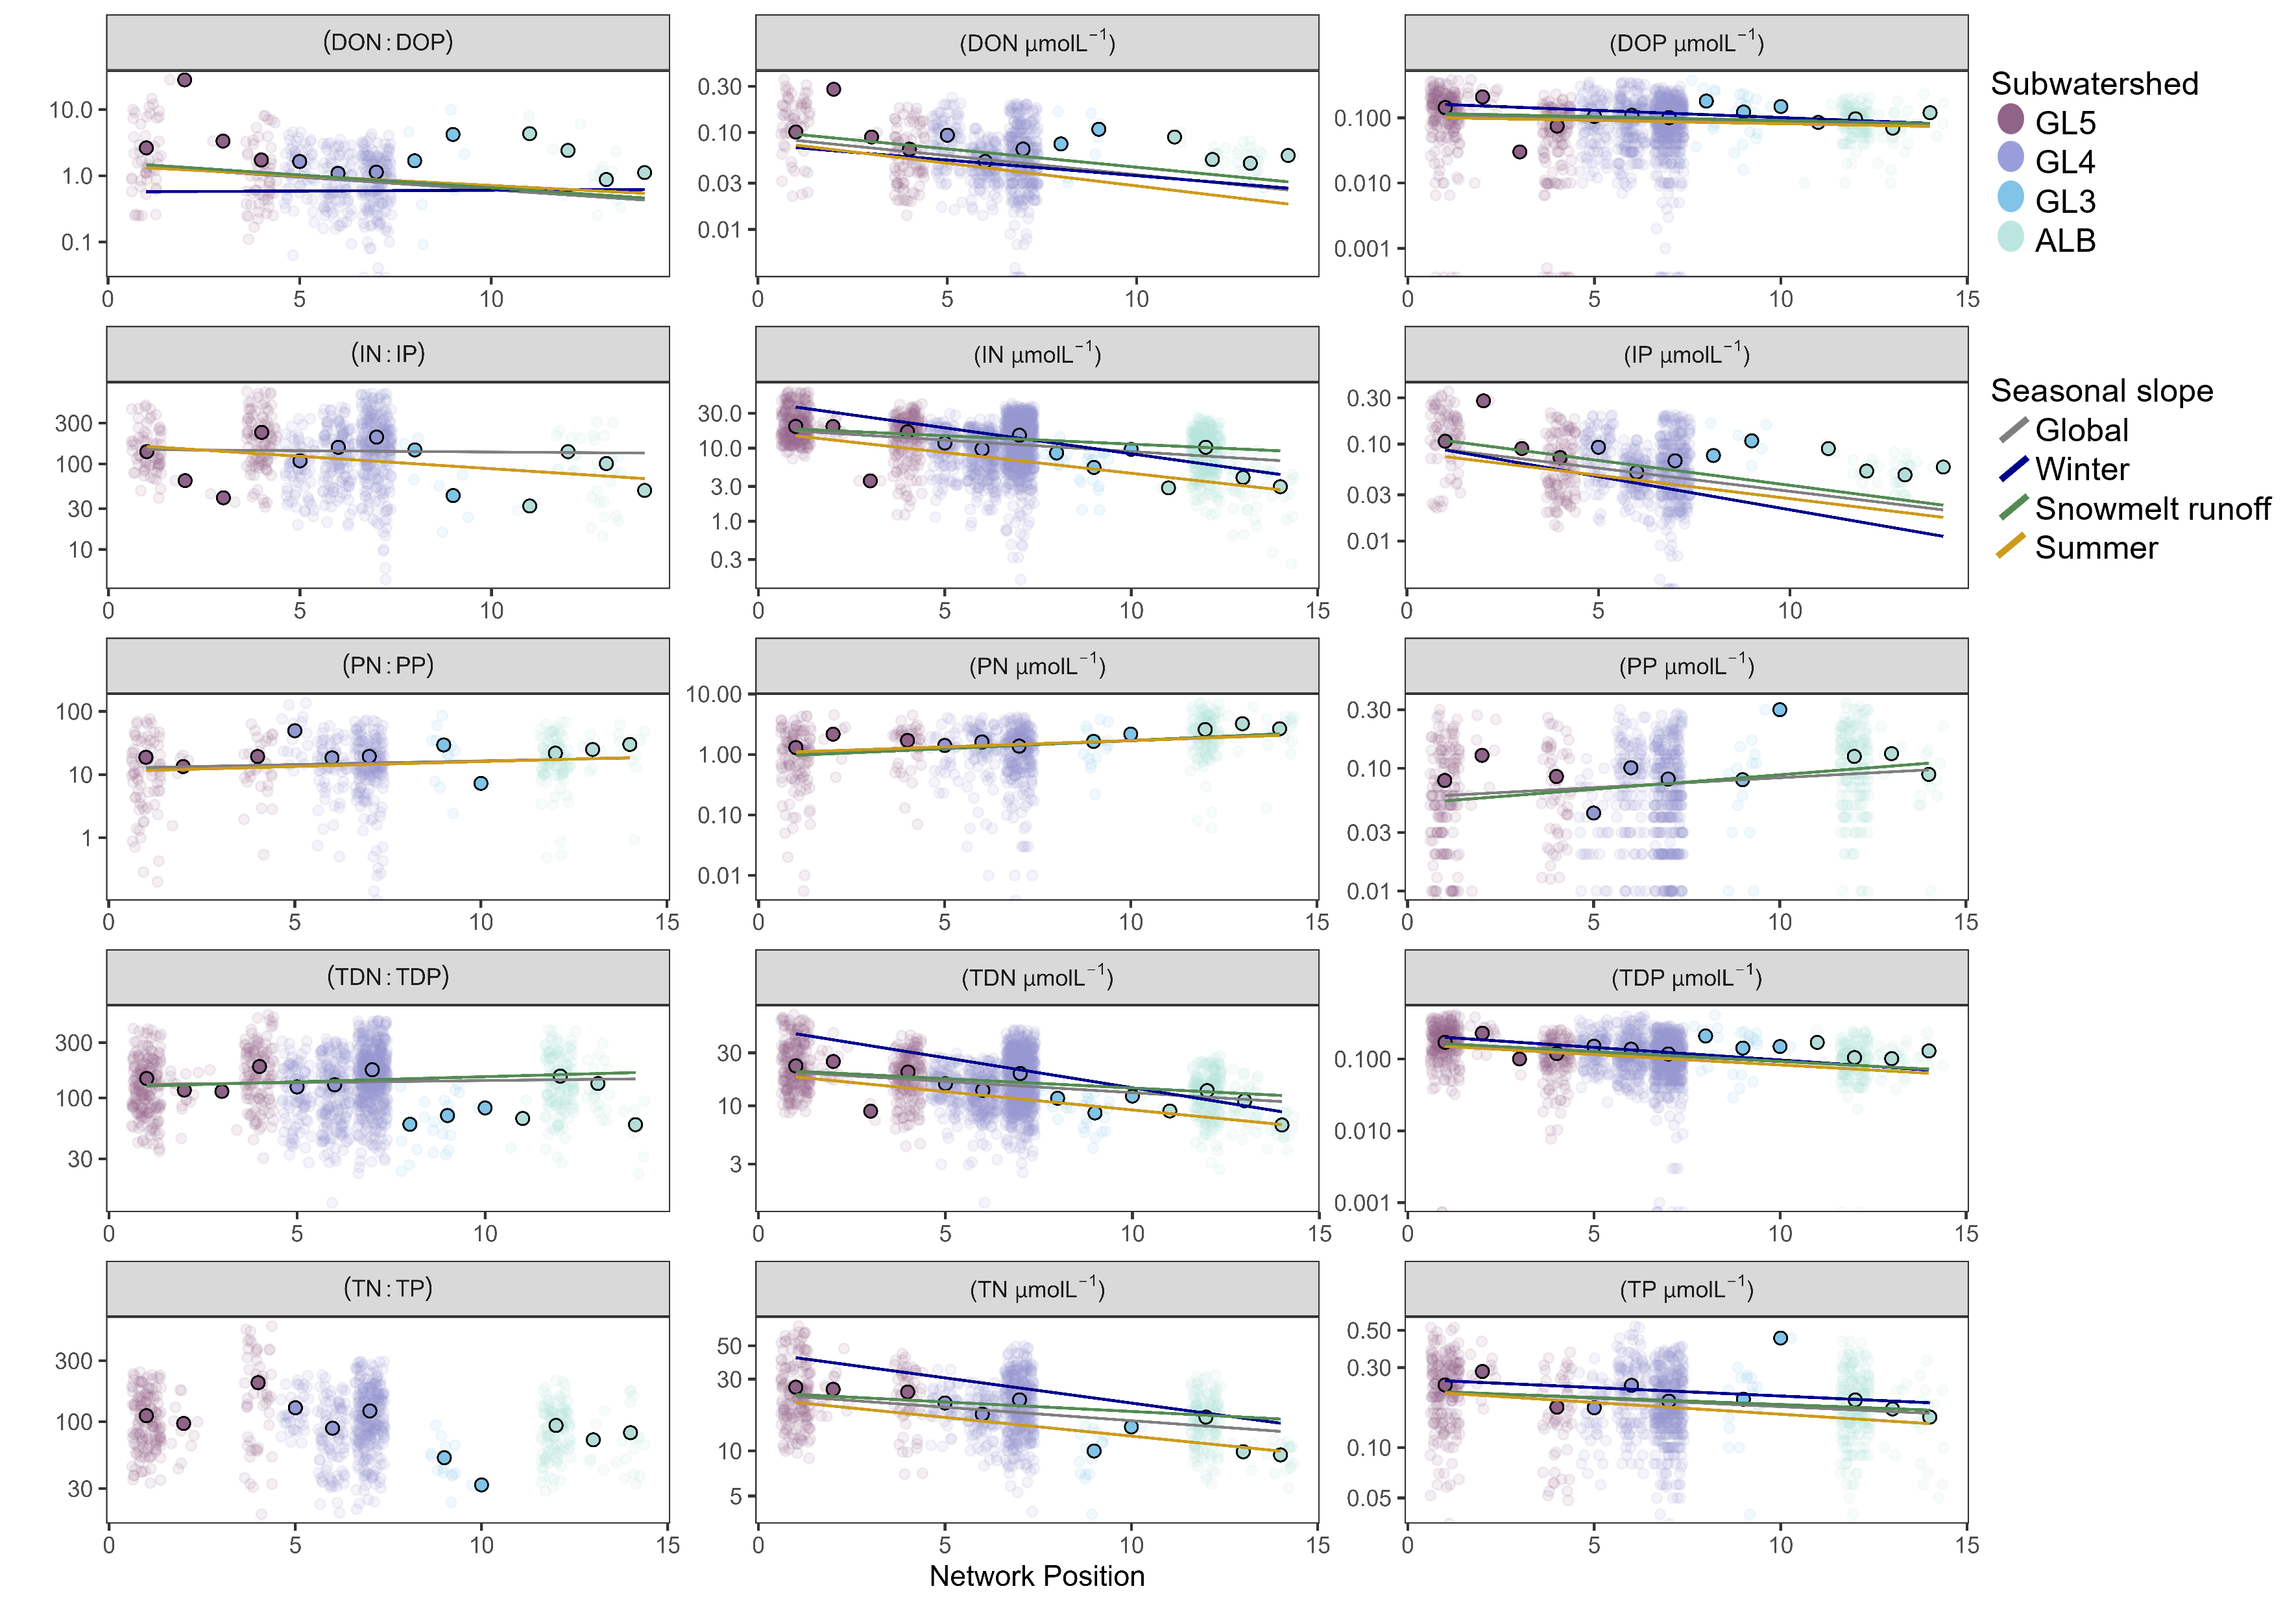 (DON : DOP)
(DON µmolL⁻¹)
(DOP µmolL⁻¹)
10.0
1.0
0.1
0 5 10
0.30
0.10
0.03
0.01
0 5 10
0.100
0.010
0.001
0 5 10 15
Subwatershed
GL5
GL4
GL3
ALB
(IN : IP)
(IN µmolL⁻¹)
(IP µmolL⁻¹)
300
100
30
10
0 5 10
30.0
10.0
3.0
1.0
0.3
0 5 10 15
0.30
0.10
0.03
0.01
0 5 10
Seasonal slope
Global
Winter
Snowmelt runoff
Summer
(PN : PP)
(PN µmolL⁻¹)
(PP µmolL⁻¹)
100
10
1
0 5 10 15
10.00
1.00
0.10
0.01
0 5 10 15
0.30
0.10
0.03
0.01
0 5 10 15
(TDN : TDP)
(TDN µmolL⁻¹)
(TDP µmolL⁻¹)
300
100
30
0 5 10
30
10
3
0 5 10 15
0.100
0.010
0.001
0 5 10 15
(TN : TP)
(TN µmolL⁻¹)
(TP µmolL⁻¹)
300
100
30
0 5 10 15
50
30
10
5
0 5 10 15
0.50
0.30
0.10
0.05
0 5 10 15
Network Position